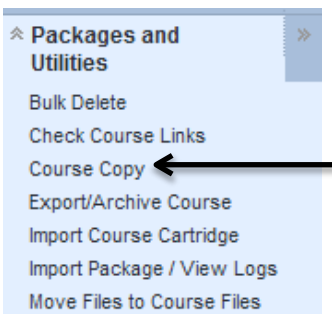 Packages and
Utilities
Bulk Delete
Check Course Links
Course Copy
Export/Archive Course
Import Course Cartridge
Import Package / View Logs
Move Files to Course Files